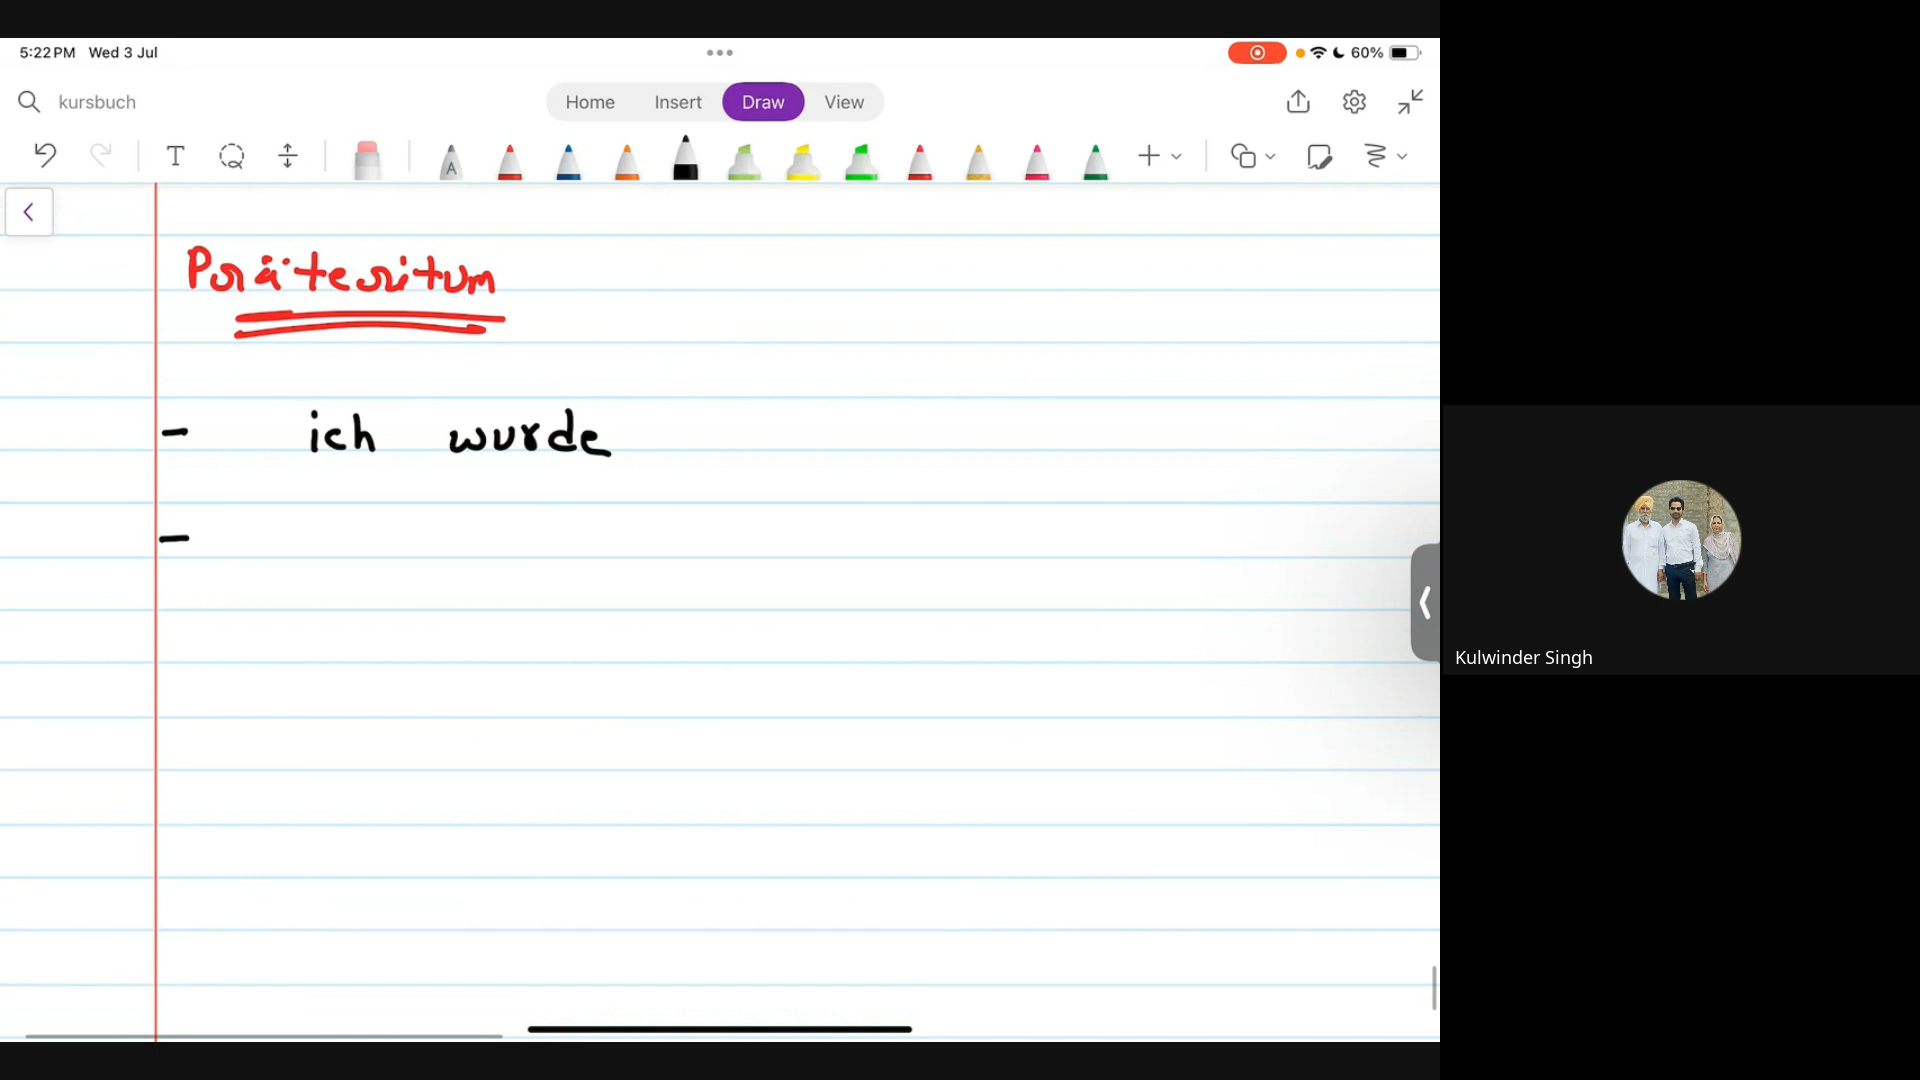 5:22 PM Wed 3 Jul 60%
kursbuch Home Insert Draw View
T A
Präteritum
- ich wurde
-
Kulwinder Singh